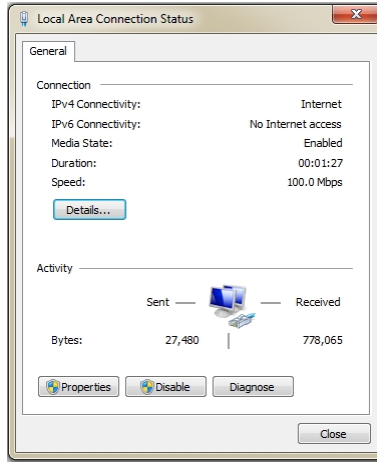 Local Area Connection Status
General
Connection
IPv4 Connectivity: Internet
IPv6 Connectivity: No Internet access
Media State: Enabled
Duration: 00:01:27
Speed: 100.0 Mbps
Details...
Activity
Sent Received
Bytes: 27,480 778,065
Properties Disable Diagnose
Close